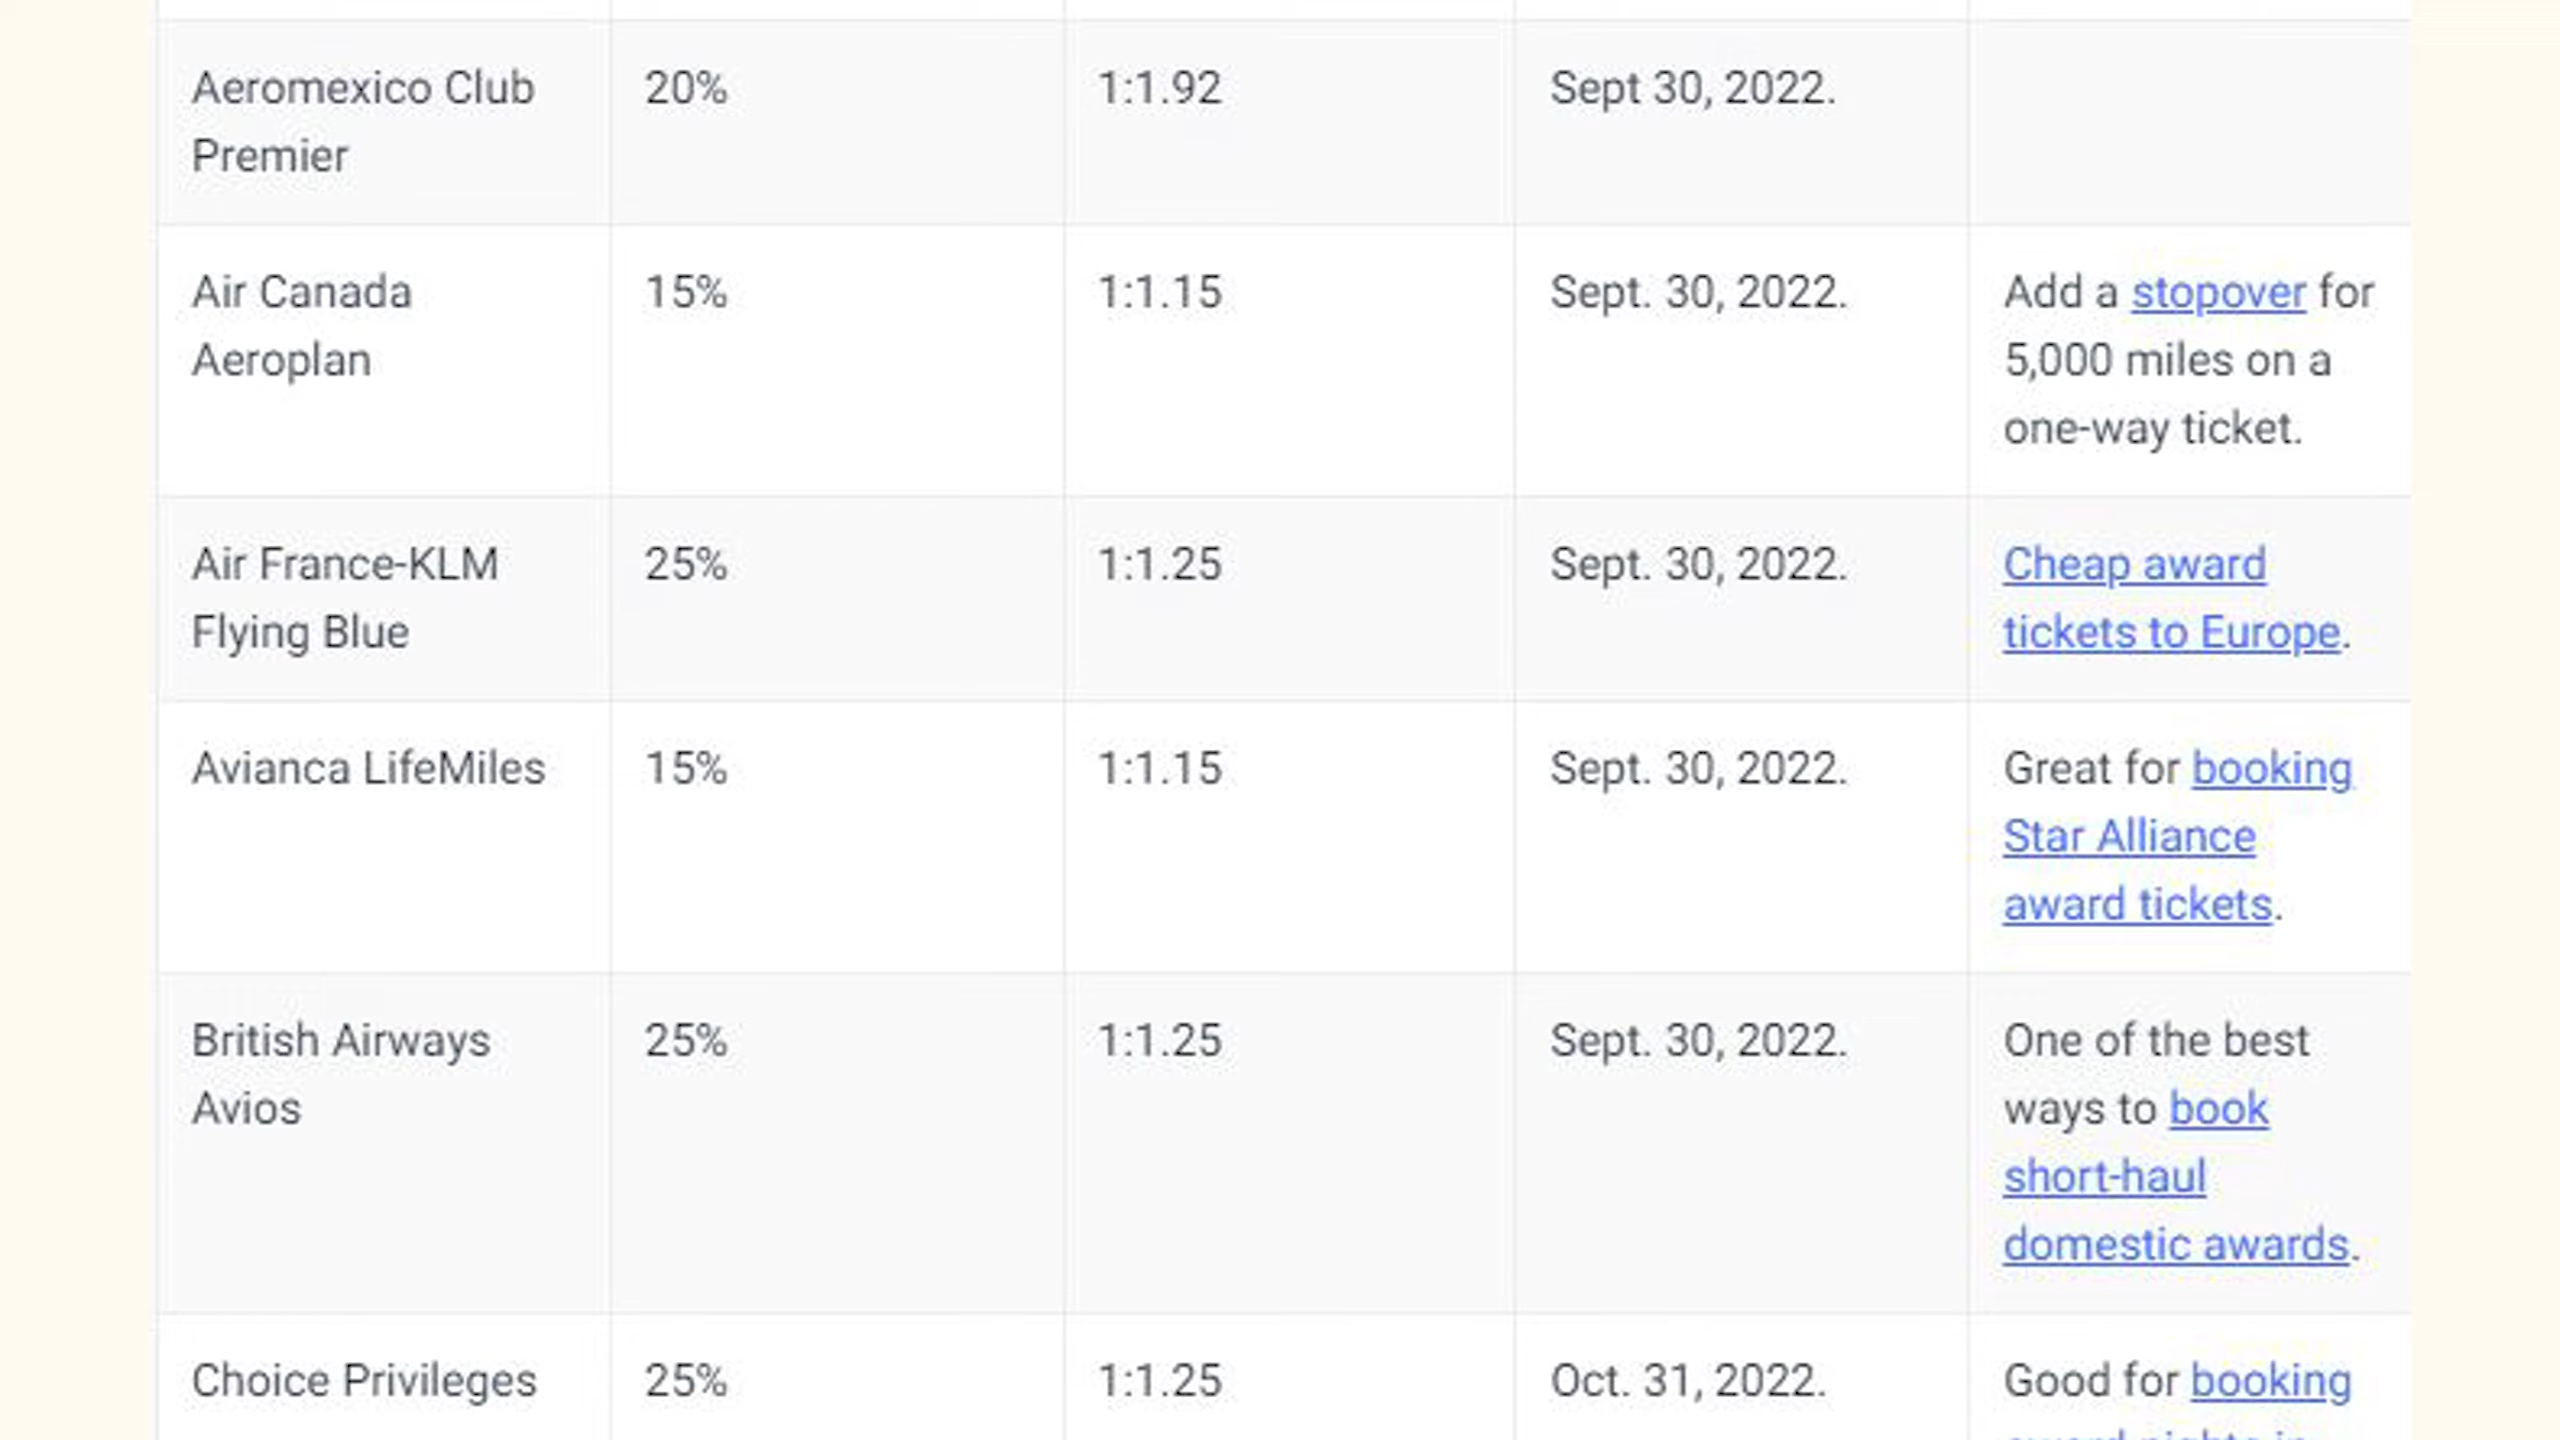 Aeromexico Club
Premier
20%
1:1.92
Sept 30, 2022.
Air Canada
Aeroplan
15%
1:1.15
Sept. 30, 2022.
Add a stopover for
5,000 miles on a
one-way ticket.
Air France-KLM
Flying Blue
25%
1:1.25
Sept. 30, 2022.
Cheap award
tickets to Europe.
Avianca LifeMiles
15%
1:1.15
Sept. 30, 2022.
Great for booking
Star Alliance
award tickets.
British Airways
Avios
25%
1:1.25
Sept. 30, 2022.
One of the best
ways to book
short-haul
domestic awards.
Choice Privileges
25%
1:1.25
Oct. 31, 2022.
Good for booking